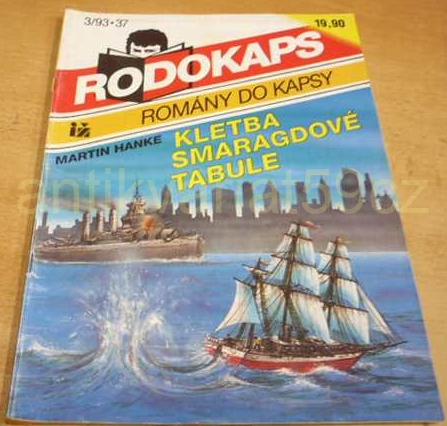 3/93•37
19,90
RODOKAPS
ROMÁNY DO KAPSY
MARTIN HANKE
KLETBA
SMARAGDOVÉ
TABULE